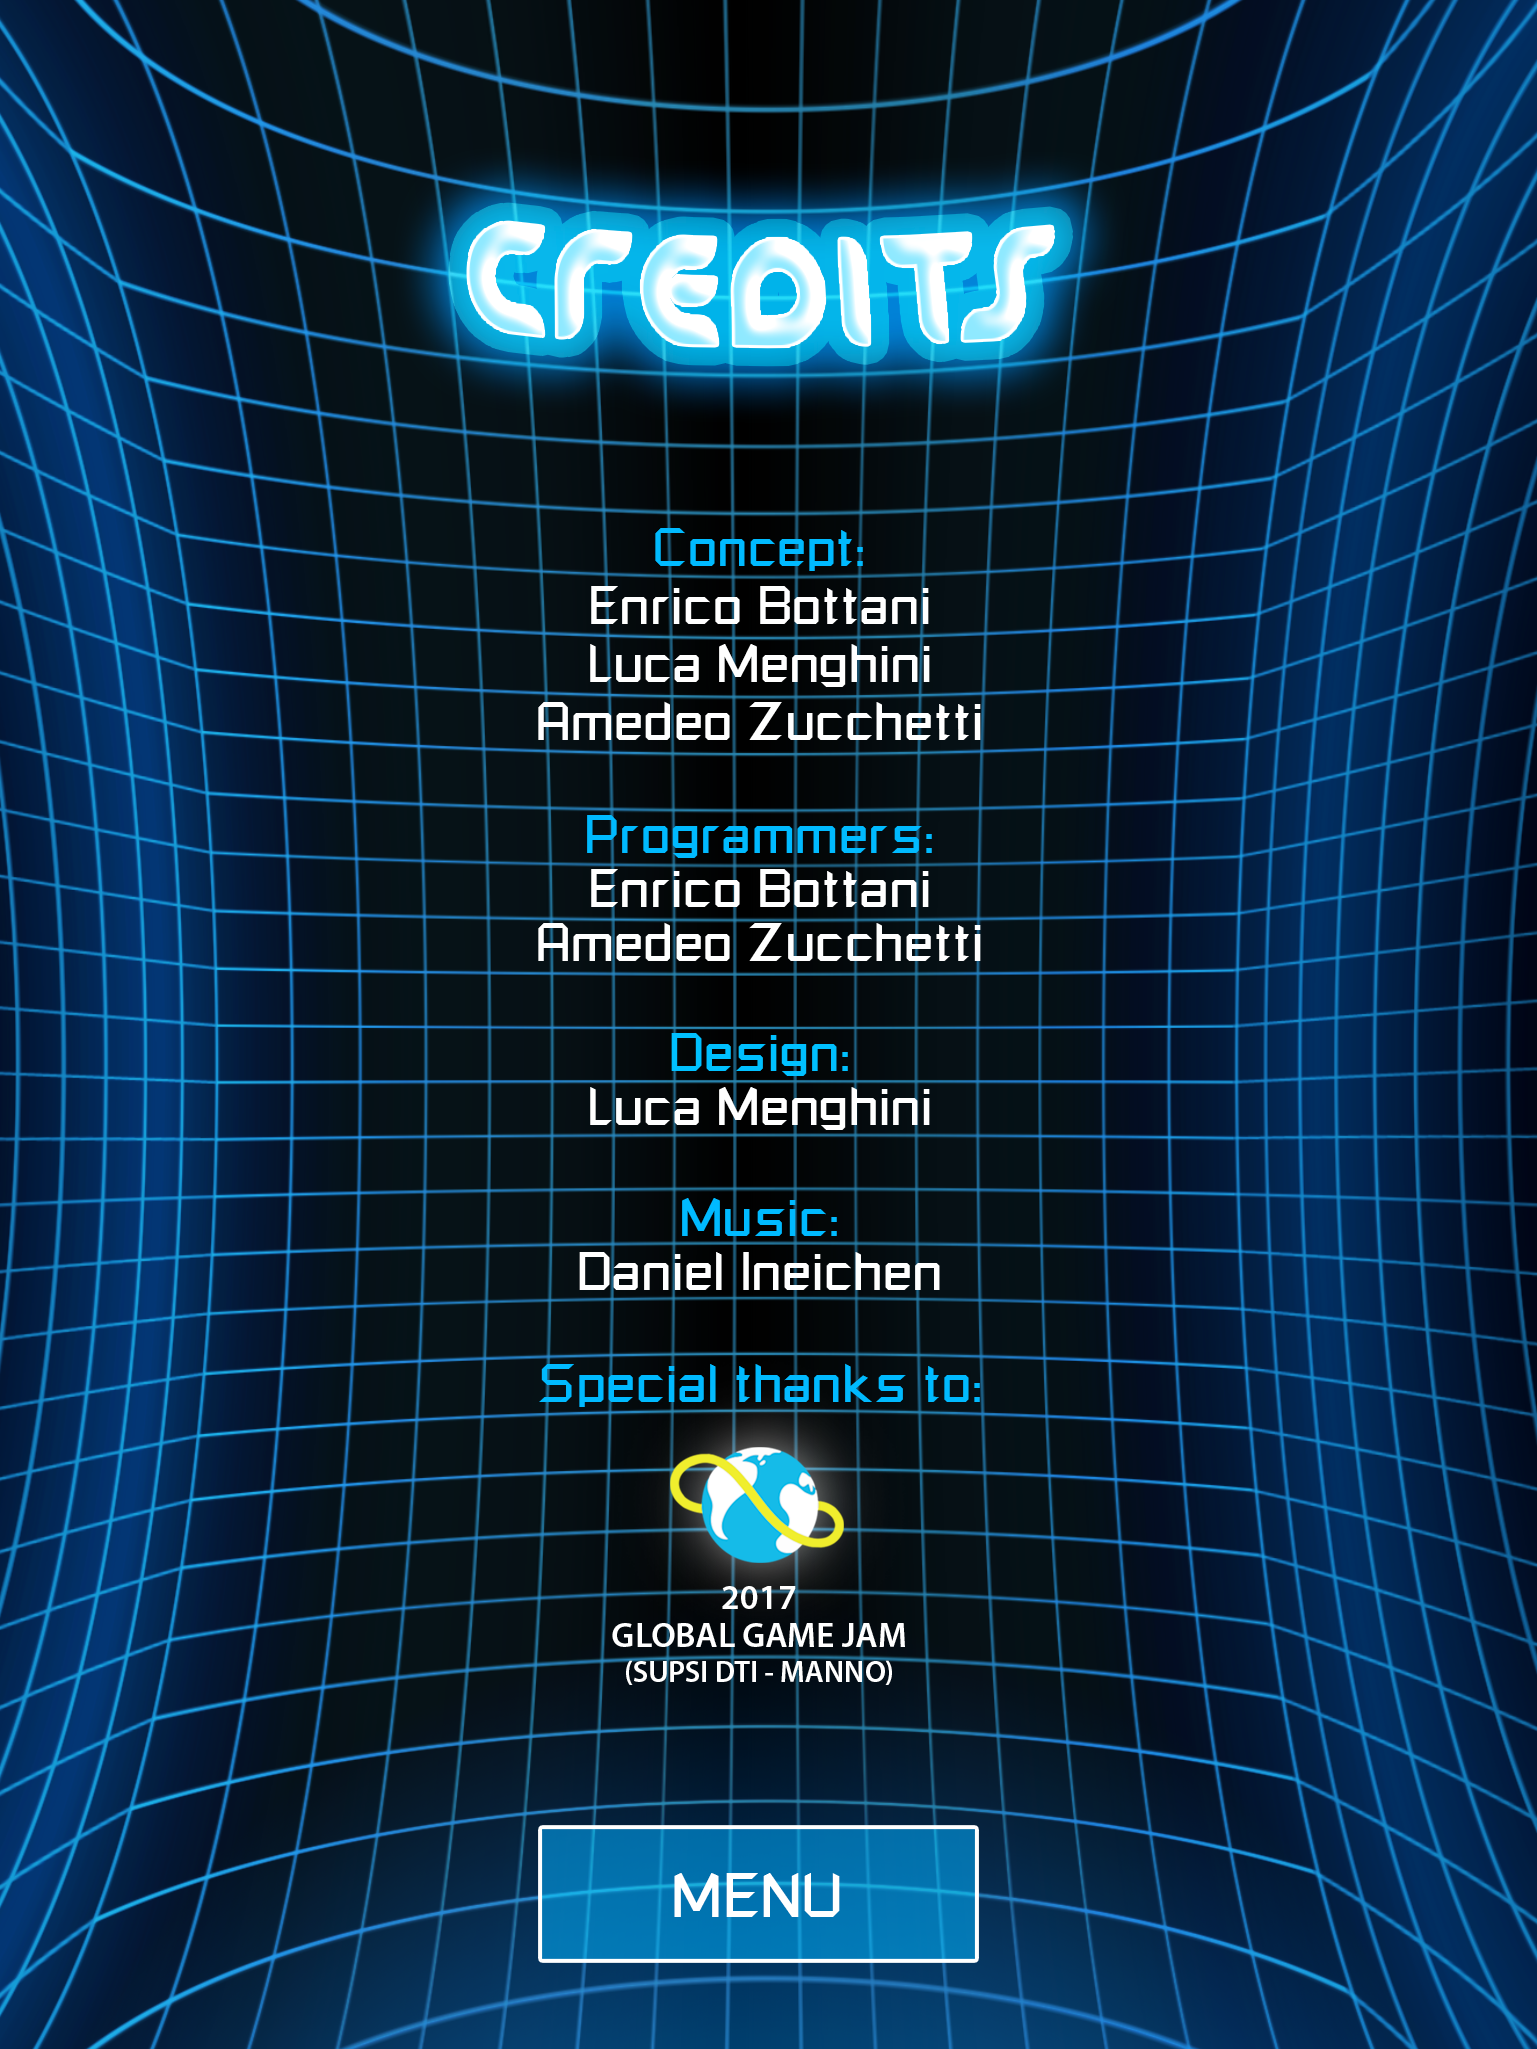 CREDITS
Concept:
Enrico Bottani
Luca Menghini
Amedeo Zucchetti
Programmers:
Enrico Bottani
Amedeo Zucchetti
Design:
Luca Menghini
Music:
Daniel Ineichen
Special thanks to:
2017
GLOBAL GAME JAM
(SUPSI DTI - MANNO)
MENU